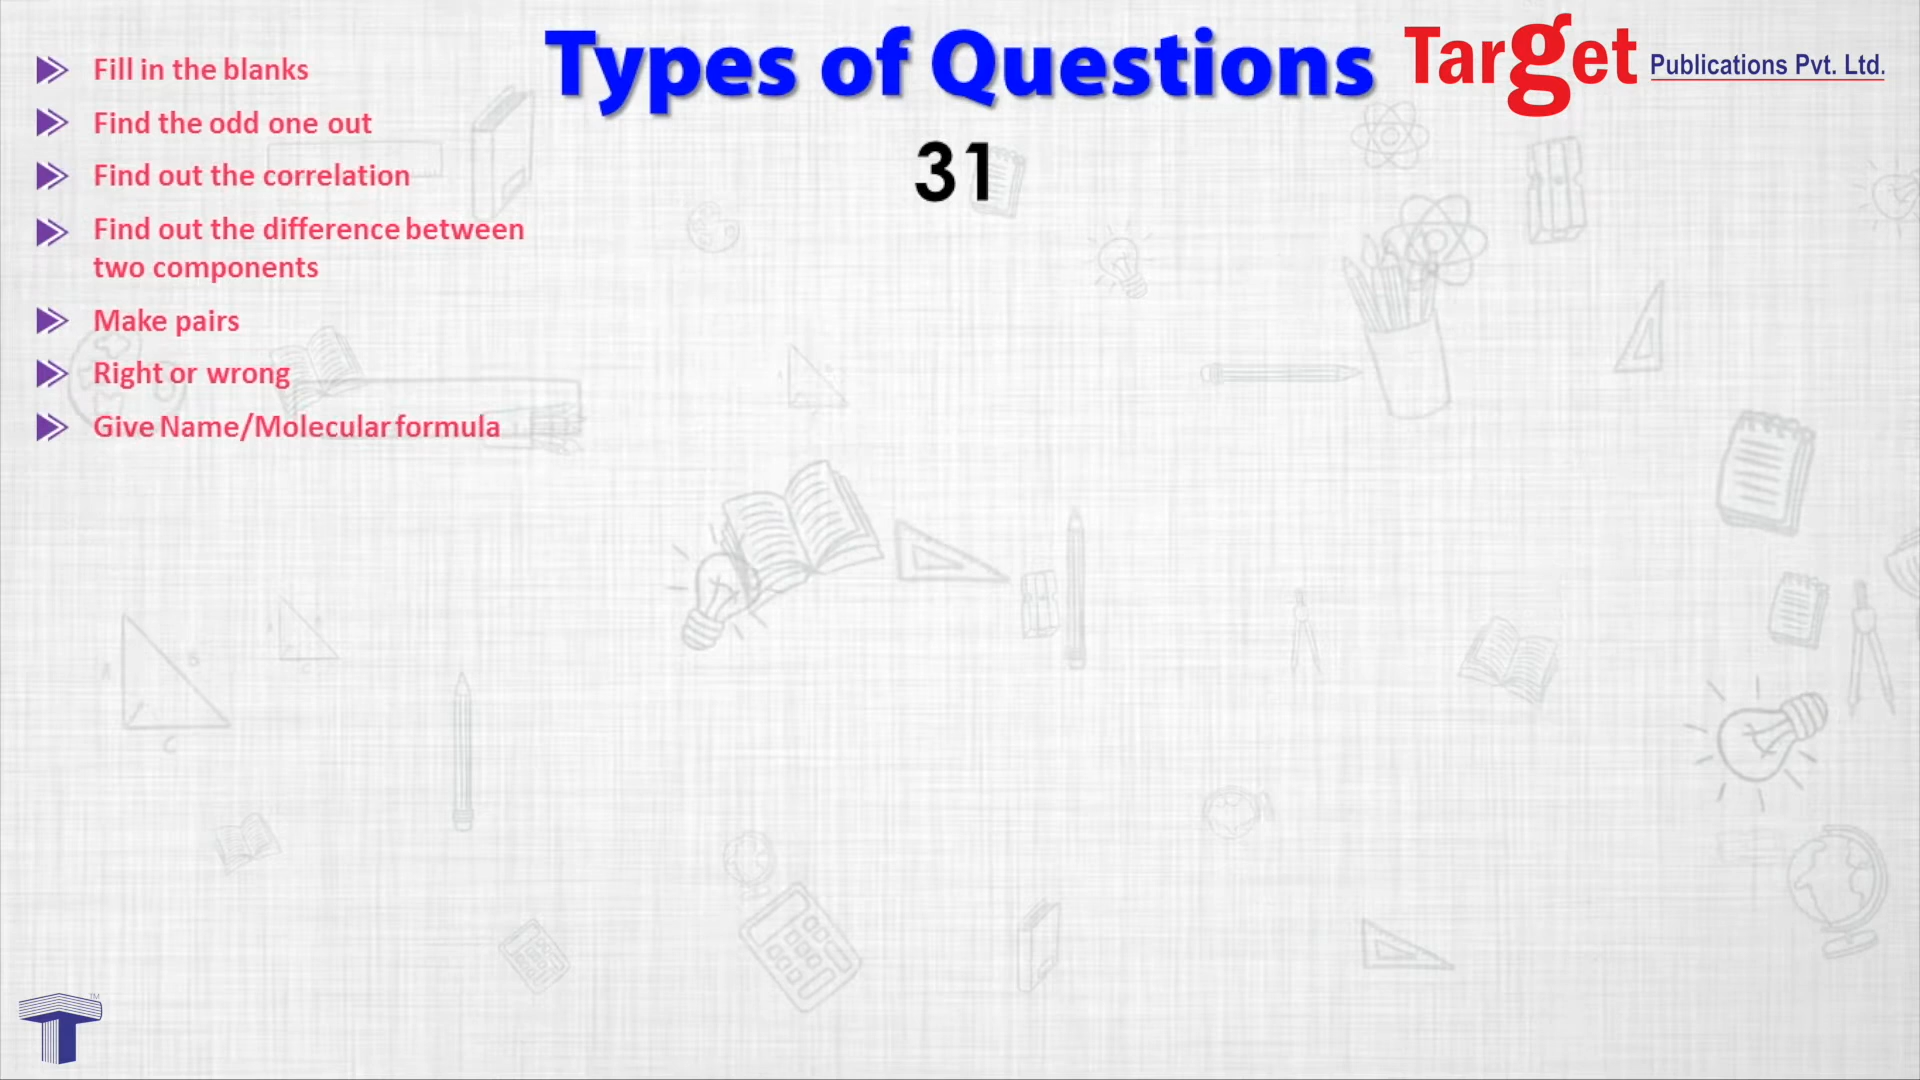 Types of Questions
Target Publications Pvt. Ltd.
31
Fill in the blanks
Find the odd one out
Find out the correlation
Find out the difference between
two components
Make pairs
Right or wrong
Give Name/Molecular formula
TM